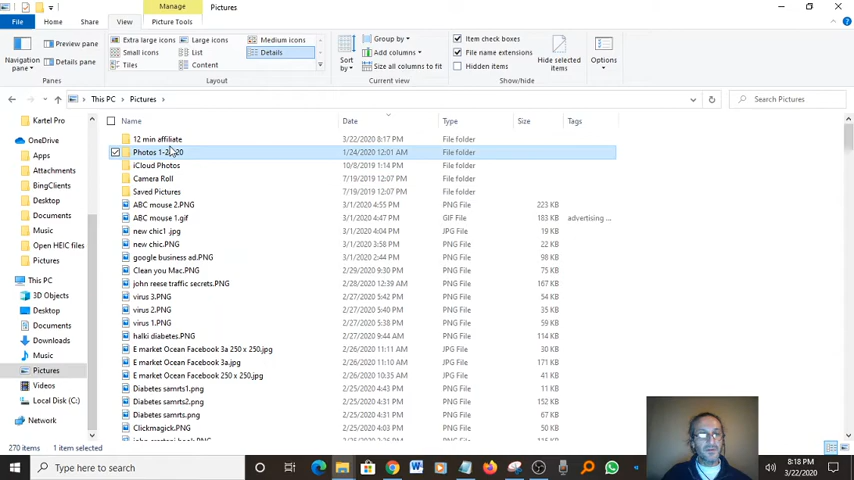 Manage
Pictures
File
Home
Share
View
Picture Tools
Navigation pane
Preview pane
Details pane
Panes
Extra large icons
Large icons
Medium icons
Small icons
List
Details
Tiles
Content
Layout
Sort by
Group by
Add columns
Size all columns to fit
Current view
Item check boxes
File name extensions
Hidden items
Hide selected items
Show/hide
Options
This PC > Pictures >
Search Pictures
Kartel Pro
OneDrive
Apps
Attachments
BingClients
Desktop
Documents
Music
Open HEIC files
Pictures
This PC
3D Objects
Desktop
Documents
Downloads
Music
Pictures
Videos
Local Disk (C:)
Network
Name Date Type Size Tags
12 min affiliate 3/22/2020 8:17 PM File folder
Photos 1-2 20 1/24/2020 12:01 AM File folder
iCloud Photos 10/8/2019 1:14 PM File folder
Camera Roll 7/19/2019 12:07 PM File folder
Saved Pictures 7/19/2019 12:07 PM File folder
ABC mouse 2.PNG 3/1/2020 4:55 PM PNG File 223 KB
ABC mouse 1.gif 3/1/2020 4:47 PM GIF File 183 KB advertising ...
new chic1 .jpg 3/1/2020 4:04 PM JPG File 19 KB
new chic.PNG 3/1/2020 3:58 PM PNG File 22 KB
google business ad.PNG 3/1/2020 2:44 PM PNG File 98 KB
Clean you Mac.PNG 2/29/2020 9:30 PM PNG File 75 KB
john reese traffic secrets.PNG 2/28/2020 12:39 AM PNG File 167 KB
virus 3.PNG 2/27/2020 5:40 PM PNG File 54 KB
virus 2.PNG 2/27/2020 5:40 PM PNG File 35 KB
virus 1.PNG 2/27/2020 5:38 PM PNG File 59 KB
halki diabetes.PNG 2/27/2020 9:44 AM PNG File 114 KB
E market Ocean Facebook 3a 250 x 250.jpg 2/26/2020 11:11 AM JPG File 30 KB
E market Ocean Facebook 3a.jpg 2/26/2020 11:10 AM JPG File 171 KB
E market Ocean Facebook 250 x 250.jpg 2/26/2020 10:35 AM JPG File 41 KB
Diabetes samrts1.png 2/25/2020 4:43 PM PNG File 11 KB
Diabetes samrts2.png 2/25/2020 4:31 PM PNG File 152 KB
Diabetes samrts.png 2/25/2020 4:31 PM PNG File 67 KB
Clickmagick.PNG 2/25/2020 4:03 PM PNG File 50 KB
270 items 1 item selected
Type here to search
8:18 PM
3/22/2020